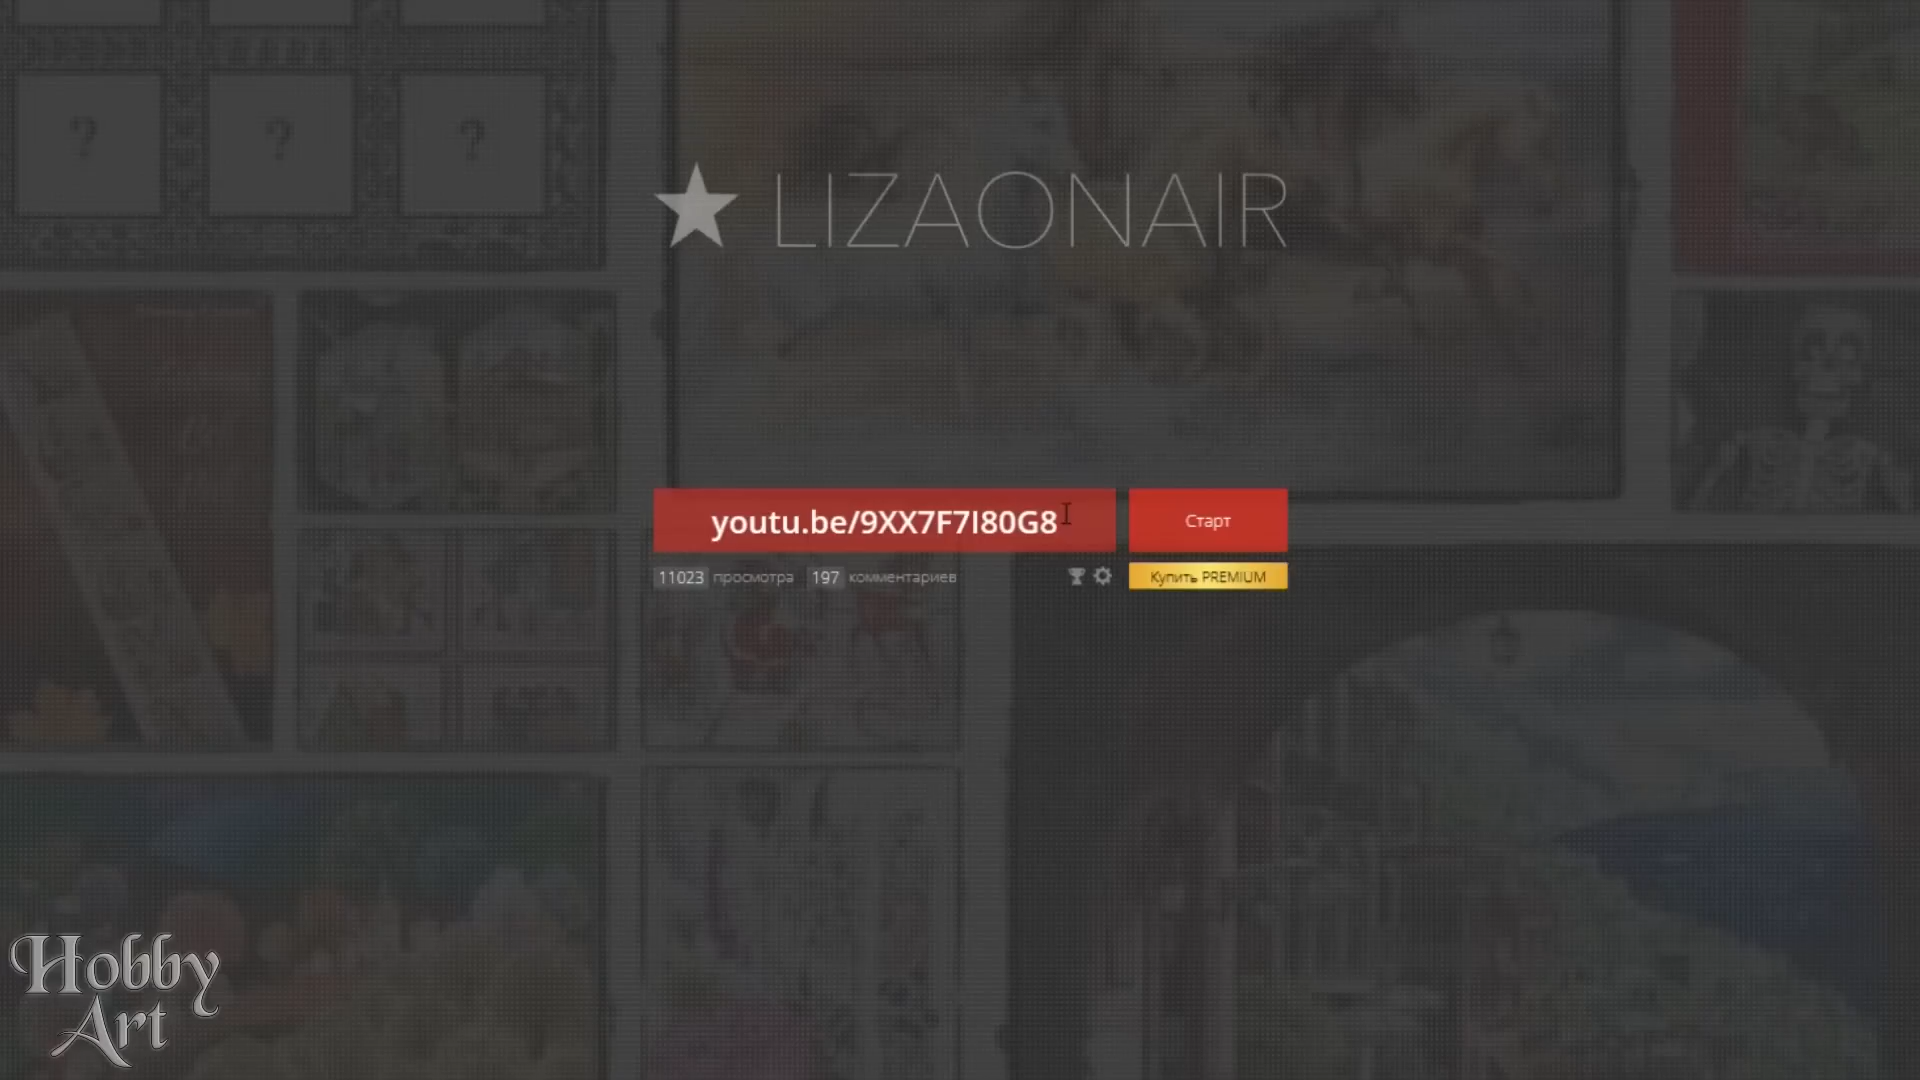 ? ? ?
LIZAONAIR
youtu.be/9XX7F7I80G8
Старт
11023 просмотра 197 комментариев
Купить PREMIUM
Hobby
Art